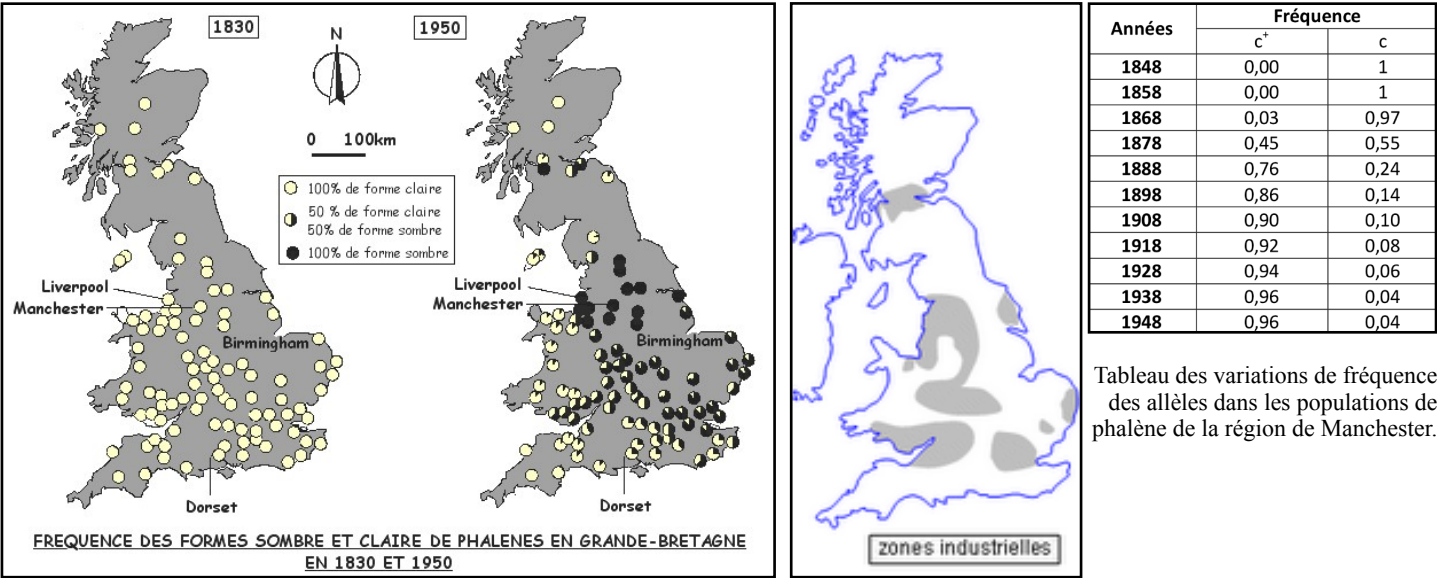 1830
1950
N
0 100km
100% de forme claire
50 % de forme claire
50% de forme sombre
100% de forme sombre
Liverpool
Manchester
Birmingham
Dorset
Liverpool
Manchester
Birmingham
Dorset
FREQUENCE DES FORMES SOMBRE ET CLAIRE DE PHALENES EN GRANDE-BRETAGNE
EN 1830 ET 1950
zones industrielles
Années Fréquence
c+ c
1848 0,00 1
1858 0,00 1
1868 0,03 0,97
1878 0,45 0,55
1888 0,76 0,24
1898 0,86 0,14
1908 0,90 0,10
1918 0,92 0,08
1928 0,94 0,06
1938 0,96 0,04
1948 0,96 0,04
Tableau des variations de fréquence
des allèles dans les populations de
phalène de la région de Manchester.